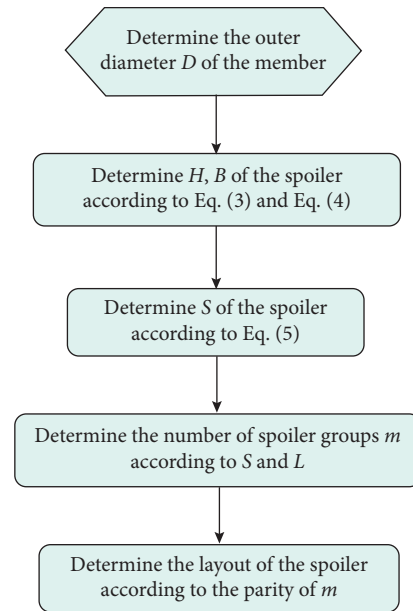 Determine the outer
diameter D of the member
Determine H, B of the spoiler
according to Eq. (3) and Eq. (4)
Determine S of the spoiler
according to Eq. (5)
Determine the number of spoiler groups m
according to S and L
Determine the layout of the spoiler
according to the parity of m